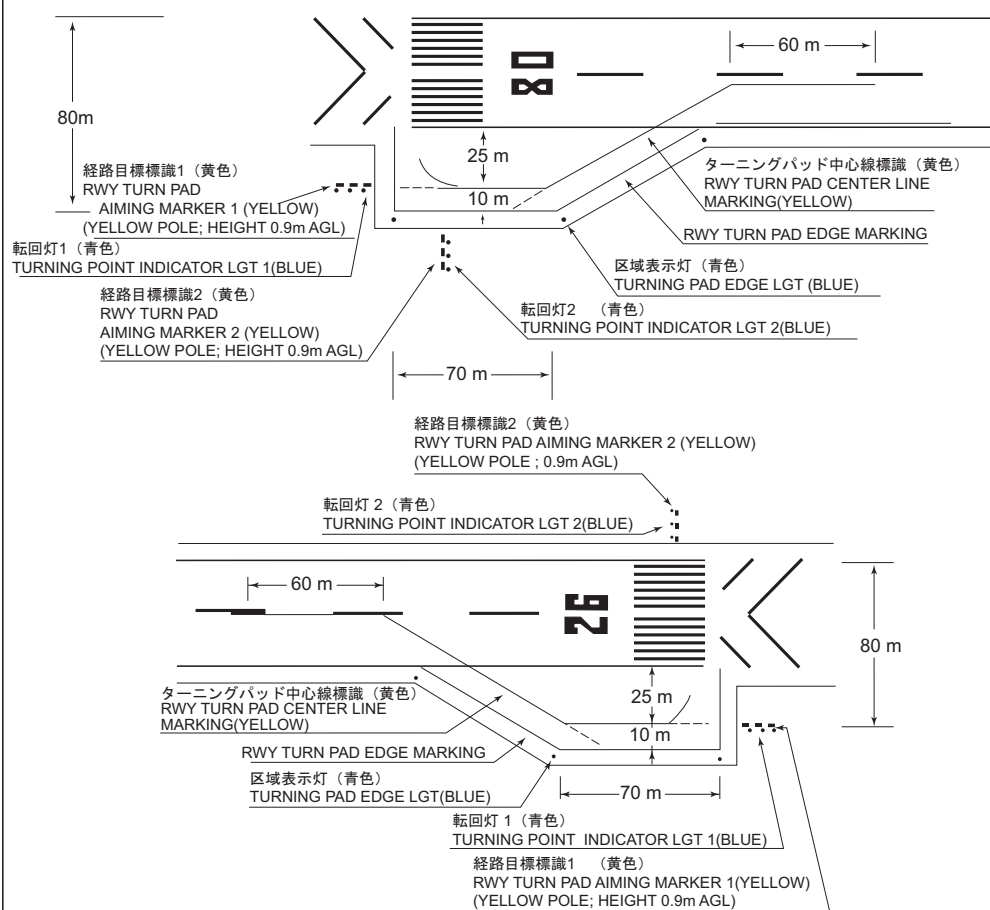 60 m
80m
08
25 m
10 m
経路目標標識1（黄色）
RWY TURN PAD
AIMING MARKER 1 (YELLOW)
(YELLOW POLE; HEIGHT 0.9m AGL)
転回灯1（青色）
TURNING POINT INDICATOR LGT 1(BLUE)
経路目標標識2（黄色）
RWY TURN PAD
AIMING MARKER 2 (YELLOW)
(YELLOW POLE; HEIGHT 0.9m AGL)
ターニングパッド中心線標識（黄色）
RWY TURN PAD CENTER LINE
MARKING(YELLOW)
RWY TURN PAD EDGE MARKING
区域表示灯（青色）
TURNING PAD EDGE LGT (BLUE)
転回灯2　（青色）
TURNING POINT INDICATOR LGT 2(BLUE)
70 m
経路目標標識2（黄色）
RWY TURN PAD AIMING MARKER 2 (YELLOW)
(YELLOW POLE ; 0.9m AGL)
転回灯 2（青色）
TURNING POINT INDICATOR LGT 2(BLUE)
60 m
26
80 m
25 m
10 m
ターニングパッド中心線標識（黄色）
RWY TURN PAD CENTER LINE
MARKING(YELLOW)
RWY TURN PAD EDGE MARKING
区域表示灯（青色）
TURNING PAD EDGE LGT(BLUE)
70 m
転回灯 1（青色）
TURNING POINT INDICATOR LGT 1(BLUE)
経路目標標識1　（黄色）
RWY TURN PAD AIMING MARKER 1(YELLOW)
(YELLOW POLE; HEIGHT 0.9m AGL)